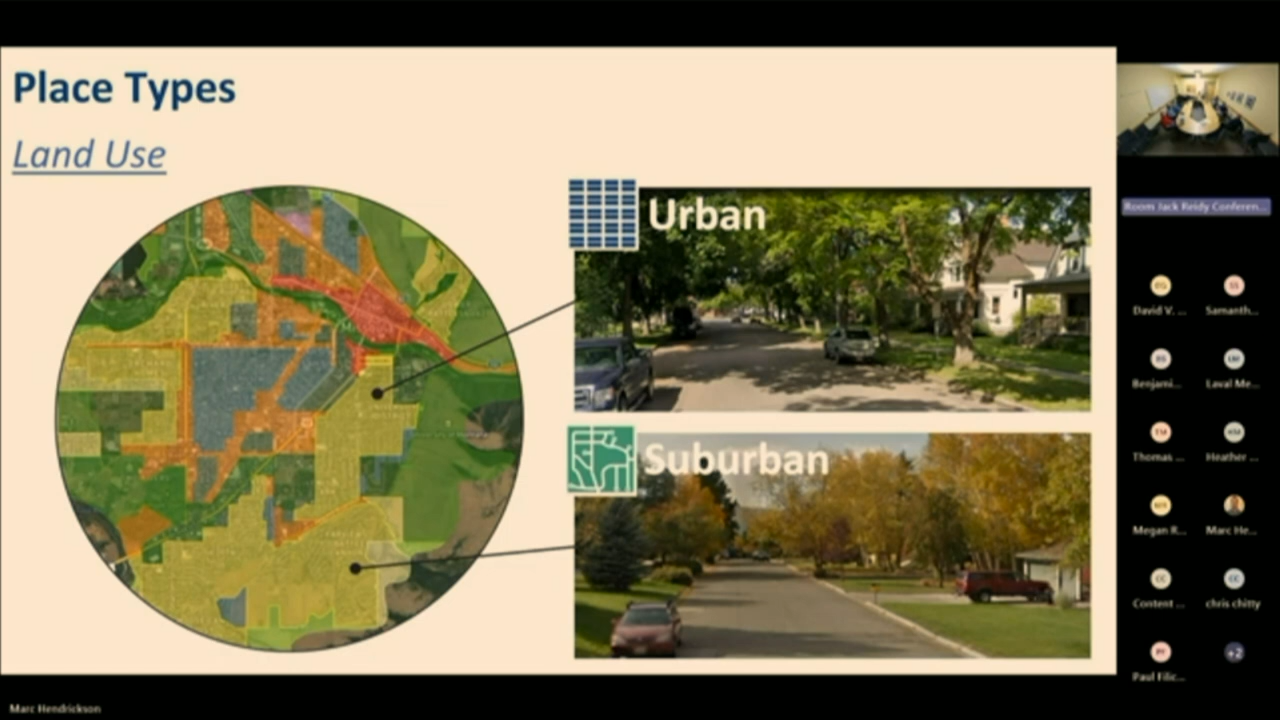 Place Types
Land Use
Urban
Suburban
Room Jack Reidy Conferen...
David V. ...
Samanth...
Benjami...
Laval Me...
Thomas ...
Heather ...
Megan R...
Marc He...
Content ...
chris chitty
Paul Filic...
+2
Marc Hendrickson